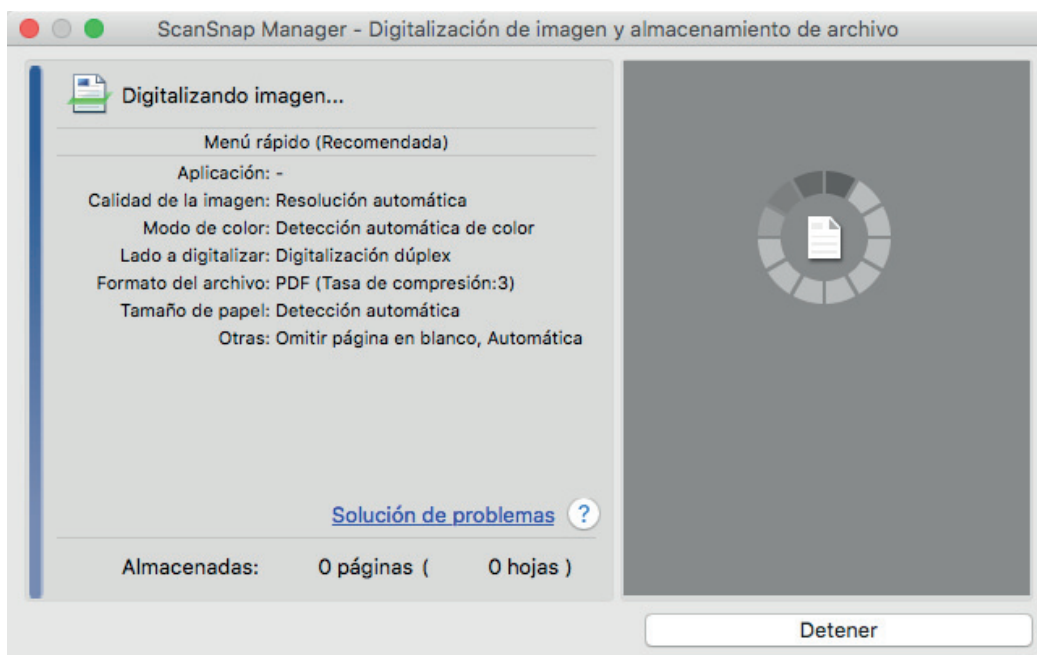 ScanSnap Manager - Digitalización de imagen y almacenamiento de archivo
Digitalizando imagen...
Menú rápido (Recomendada)
Aplicación: -
Calidad de la imagen: Resolución automática
Modo de color: Detección automática de color
Lado a digitalizar: Digitalización dúplex
Formato del archivo: PDF (Tasa de compresión:3)
Tamaño de papel: Detección automática
Otras: Omitir página en blanco, Automática
Solución de problemas ?
Almacenadas: 0 páginas ( 0 hojas )
Detener